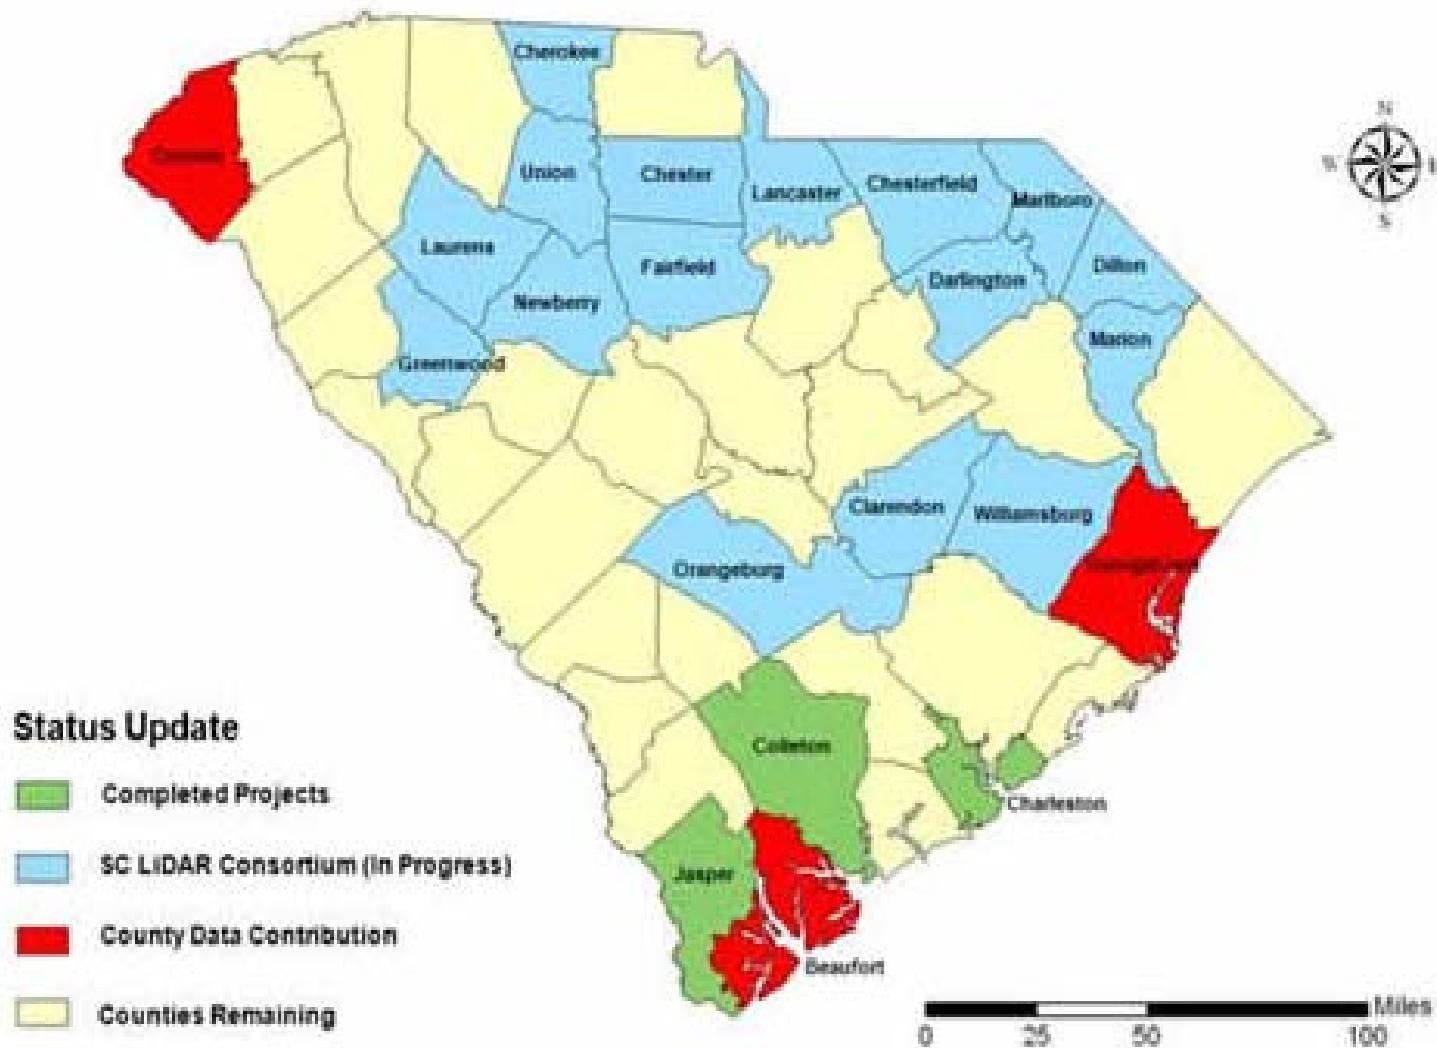 Cherokee
N
W
S
Oconee
Union
Chester
Lancaster
Chesterfield
Marlboro
Laurens
Fairfield
Darlington
Dillon
Newberry
Marion
Greenwood
Clarendon
Williamsburg
Georgetown
Orangeburg
Status Update
Colleton
Completed Projects
Charleston
SC LiDAR Consortium (In Progress)
Jasper
County Data Contribution
Beaufort
Counties Remaining
Miles
0 25 50 100